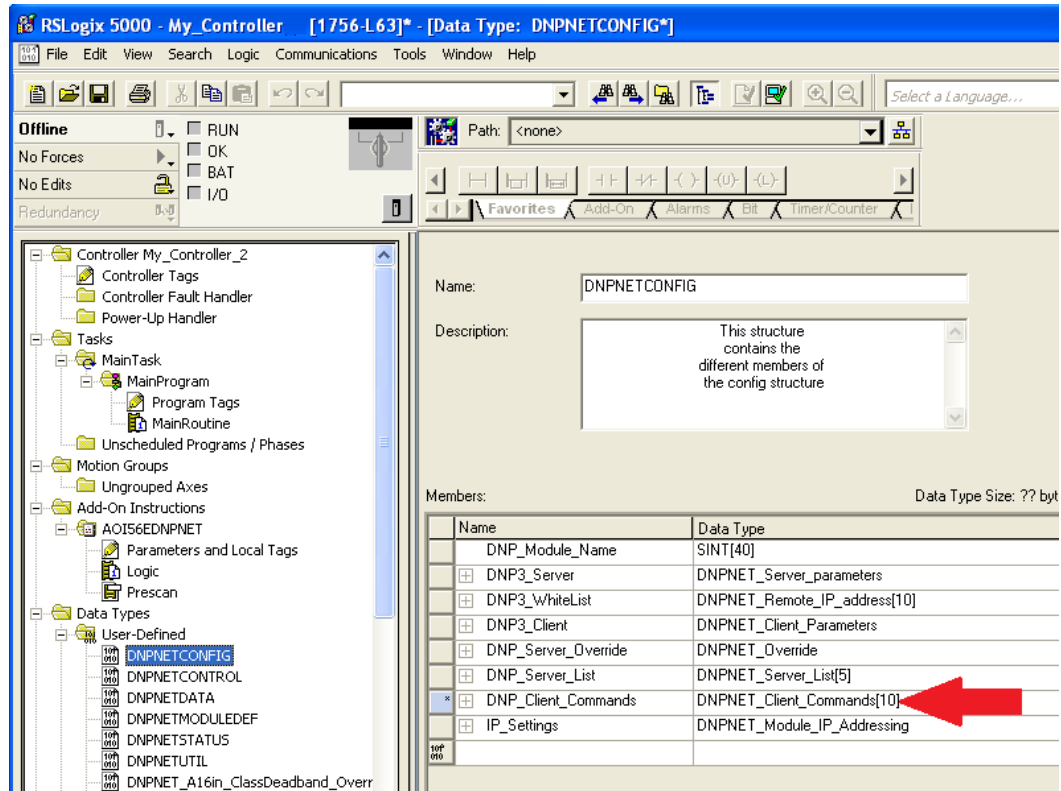 RSLogix 5000 - My_Controller [1756-L63]* - [Data Type: DNPNETCONFIG*]
File Edit View Search Logic Communications Tools Window Help
Select a Language...
Offline
RUN
Path: <none>
No Forces
OK
No Edits
BAT
I/O
Redundancy
Favorites Add-On Alarms Bit Timer/Counter
Controller My_Controller_2
Controller Tags
Controller Fault Handler
Power-Up Handler
Tasks
MainTask
MainProgram
Program Tags
MainRoutine
Unscheduled Programs / Phases
Motion Groups
Ungrouped Axes
Add-On Instructions
AOI56EDNPNET
Parameters and Local Tags
Logic
Prescan
Data Types
User-Defined
DNPNETCONFIG
DNPNETCONTROL
DNPNETDATA
DNPNETMODULEDEF
DNPNETSTATUS
DNPNETUTIL
DNPNET_A16in_ClassDeadband_Overr
Name: DNPNETCONFIG
Description:
This structure
contains the
different members of
the config structure
Members: Data Type Size: ?? byt
Name Data Type
DNP_Module_Name SINT[40]
DNP3_Server DNPNET_Server_parameters
DNP3_WhiteList DNPNET_Remote_IP_address[10]
DNP3_Client DNPNET_Client_Parameters
DNP_Server_Override DNPNET_Override
DNP_Server_List DNPNET_Server_List[5]
* DNP_Client_Commands DNPNET_Client_Commands[10]
IP_Settings DNPNET_Module_IP_Addressing